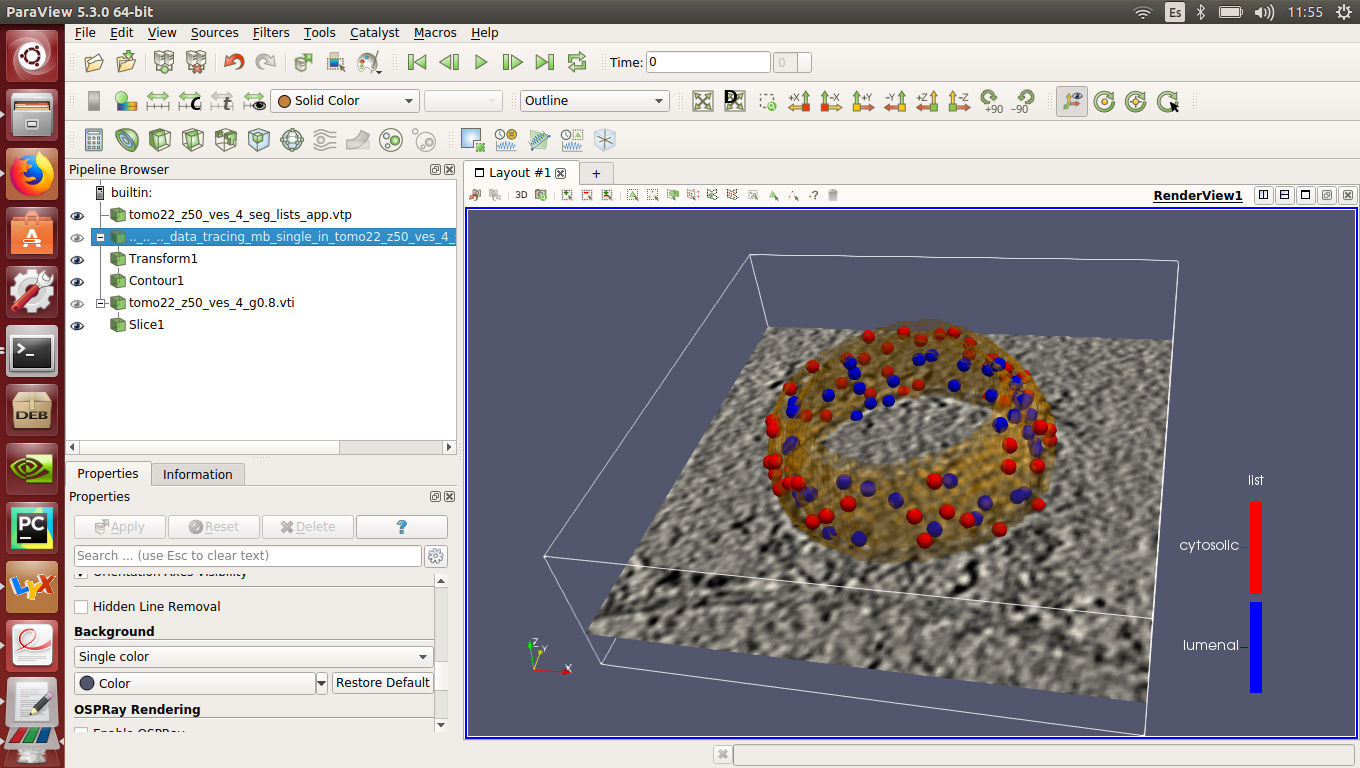 ParaView 5.3.0 64-bit
Es
11:55
File Edit View Sources Filters Tools Catalyst Macros Help
Time: 0
0
C
t
Solid Color
Outline
D
+X
-X
+Y
-Y
+Z
-Z
+90
-90
Pipeline Browser
builtin:
tomo22_z50_ves_4_seg_lists_app.vtp
.._.._.._data_tracing_mb_single_in_tomo22_z50_ves_4_
Transform1
Contour1
tomo22_z50_ves_4_g0.8.vti
Slice1
Layout #1
+
3D
RenderView1
Properties
Information
Properties
Apply
Reset
Delete
?
Search ... (use Esc to clear text)
Orientation Axes Visibility
Hidden Line Removal
Background
Single color
Color
Restore Default
OSPRay Rendering
Enable OSPRay
list
cytosolic
lumenal
Z
Y
X
DEB
PC
LyX